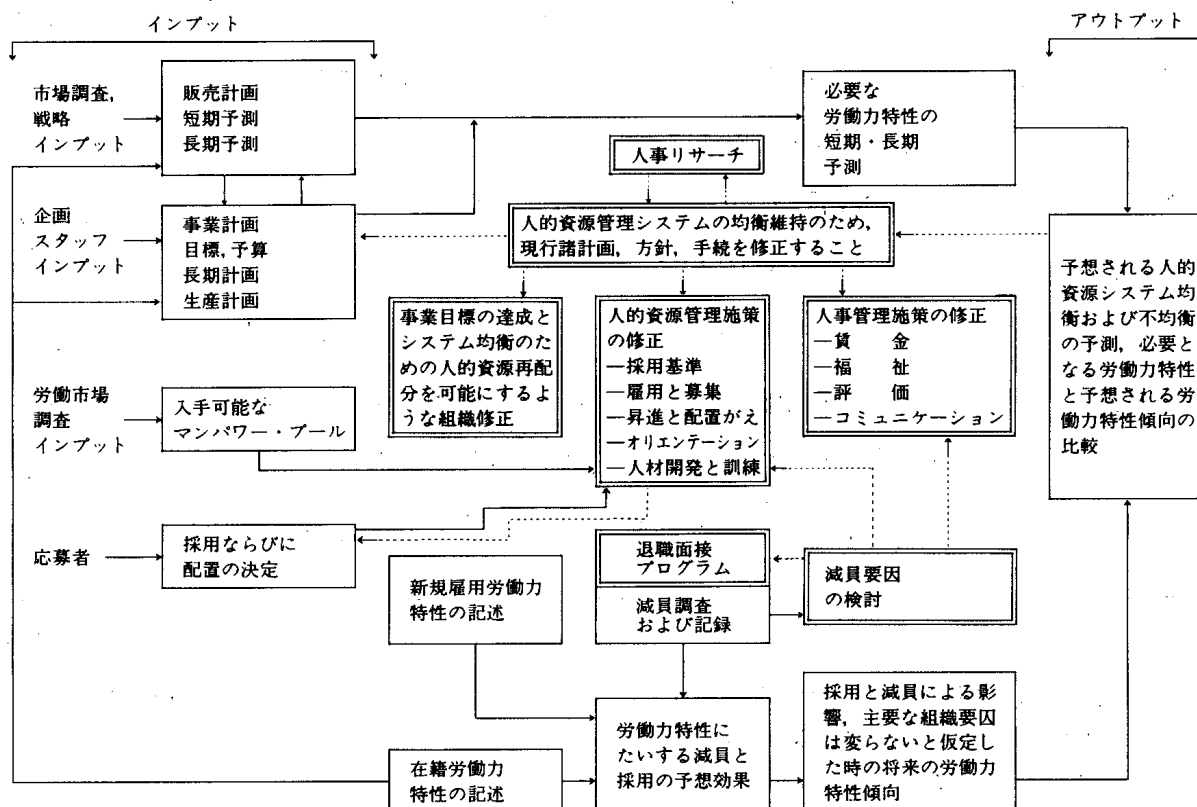 インプット
アウトプット
市場調査,
戦略
インプット
販売計画
短期予測
長期予測
必要な
労働力特性の
短期・長期
予測
人事リサーチ
企画
スタッフ
インプット
事業計画
目標, 予算
長期計画
生産計画
人的資源管理システムの均衡維持のため,
現行諸計画, 方針, 手続を修正すること
予想される人的
資源システム均
衡および不均衡
の予測, 必要と
なる労働力特性
と予想される労
働力特性傾向の
比較
事業目標の達成と
システム均衡のた
めの人的資源再配
分を可能にするよ
うな組織修正
人的資源管理施策
の修正
―採用基準
―雇用と募集
―昇進と配置がえ
―オリエンテーション
―人材開発と訓練
人事管理施策の修正
―賃 金
―福 祉
―評 価
―コミュニケーション
労働市場
調査
インプット
入手可能な
マンパワー・プール
応募者
採用ならびに
配置の決定
新規雇用労働力
特性の記述
退職面接
プログラム
減員調査
および記録
減員要因
の検討
在籍労働力
特性の記述
労働力特性に
たいする減員と
採用の予想効果
採用と減員による影
響, 主要な組織要因
は変らないと仮定し
た時の将来の労働力
特性傾向